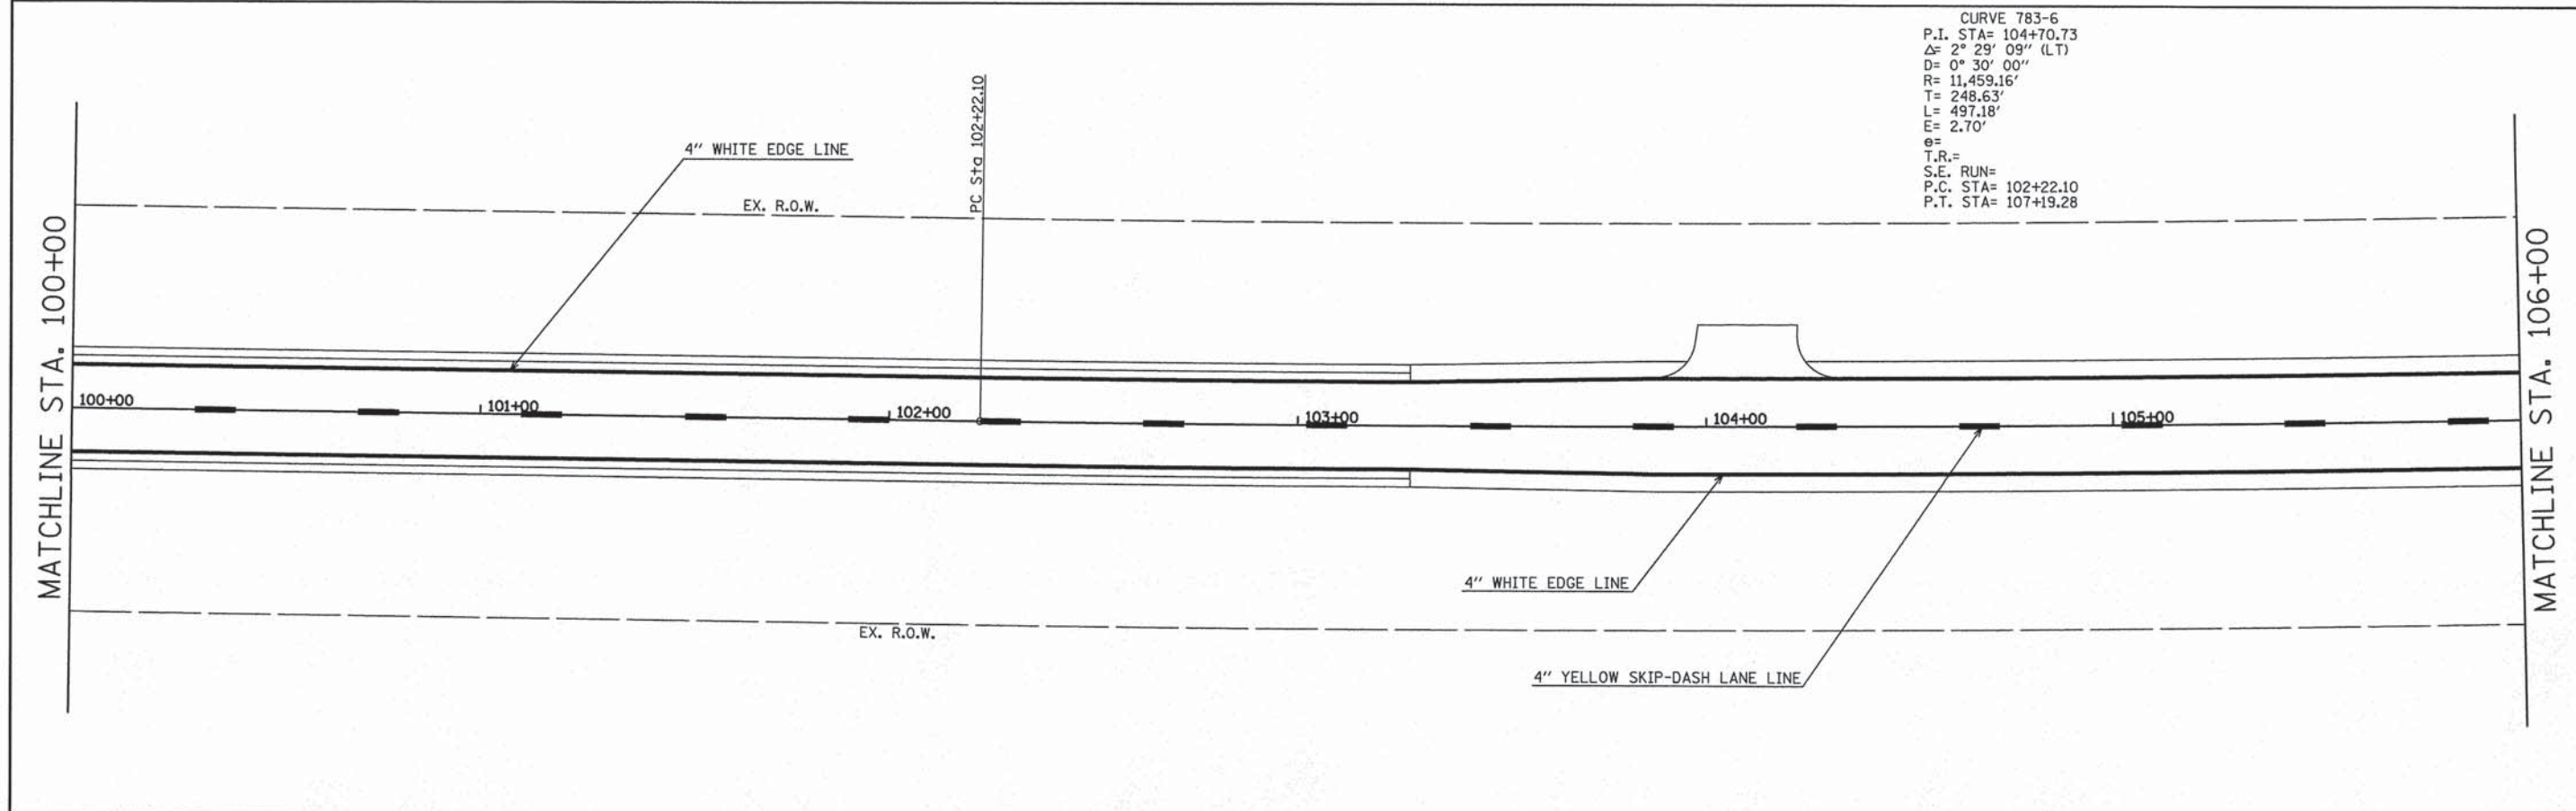 CURVE 783-6
P.I. STA= 104+70.73
Δ= 2° 29' 09" (LT)
D= 0° 30' 00"
R= 11,459.16'
T= 248.63'
L= 497.18'
E= 2.70'
e=
T.R.=
S.E. RUN=
P.C. STA= 102+22.10
P.T. STA= 107+19.28
PC Sta 102+22.10
4" WHITE EDGE LINE
EX. R.O.W.
MATCHLINE STA. 100+00
MATCHLINE STA. 106+00
100+00
101+00
102+00
103+00
104+00
105+00
4" WHITE EDGE LINE
EX. R.O.W.
4" YELLOW SKIP-DASH LANE LINE